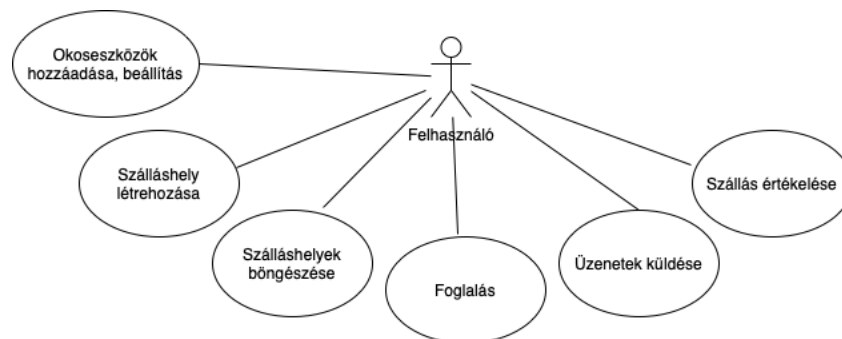 Okoseszközök
hozzáadása, beállítás
Felhasználó
Szálláshely
létrehozása
Szállás értékelése
Szálláshelyek
böngészése
Foglalás
Üzenetek küldése